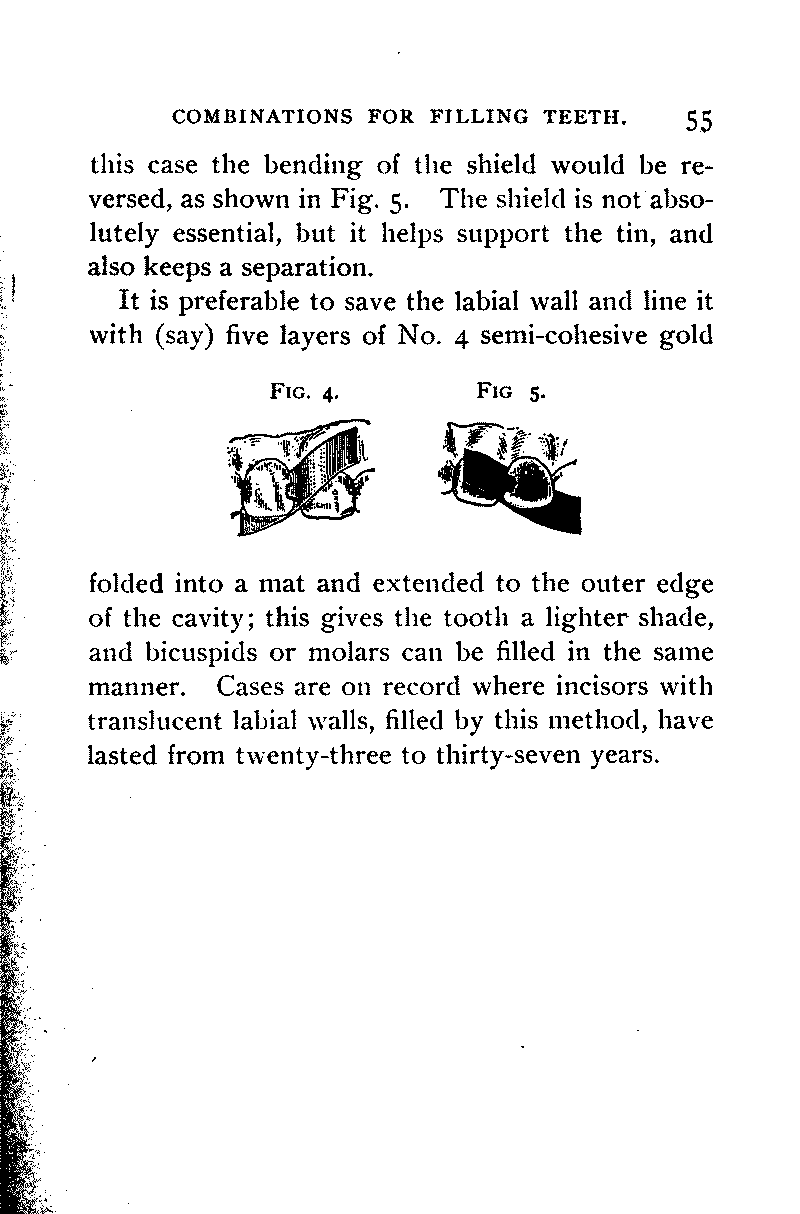 COMBINATIONS FOR FILLING TEETH. 55
this case the bending of the shield would be re-
versed, as shown in Fig. 5. The shield is not abso-
lutely essential, but it helps support the tin, and
also keeps a separation.
It is preferable to save the labial wall and line it
with (say) five layers of No. 4 semi-cohesive gold
FIG. 4. FIG 5.
folded into a mat and extended to the outer edge
of the cavity; this gives the tooth a lighter shade,
and bicuspids or molars can be filled in the same
manner. Cases are on record where incisors with
translucent labial walls, filled by this method, have
lasted from twenty-three to thirty-seven years.